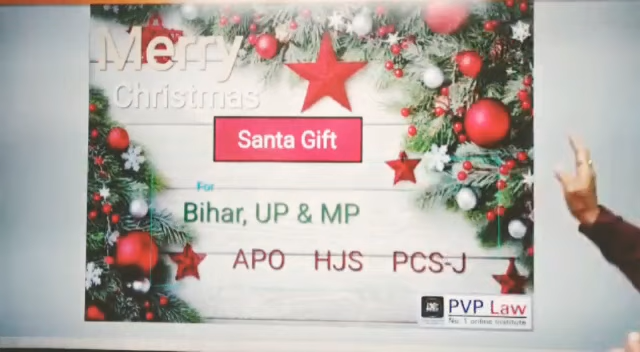 Merry
Christmas
Santa Gift
For
Bihar, UP & MP
APO HJS PCS-J
PVP Law
No. 1 online institute